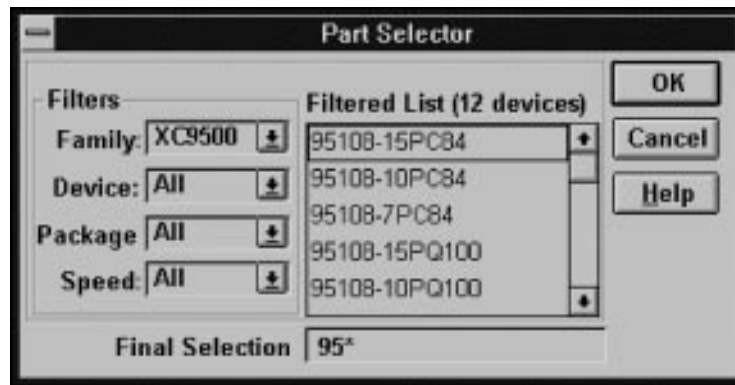 Part Selector
Filters
Family: XC9500
Device: All
Package All
Speed: All
Filtered List (12 devices)
95108-15PC84
95108-10PC84
95108-7PC84
95108-15PQ100
95108-10PQ100
OK
Cancel
Help
Final Selection 95*